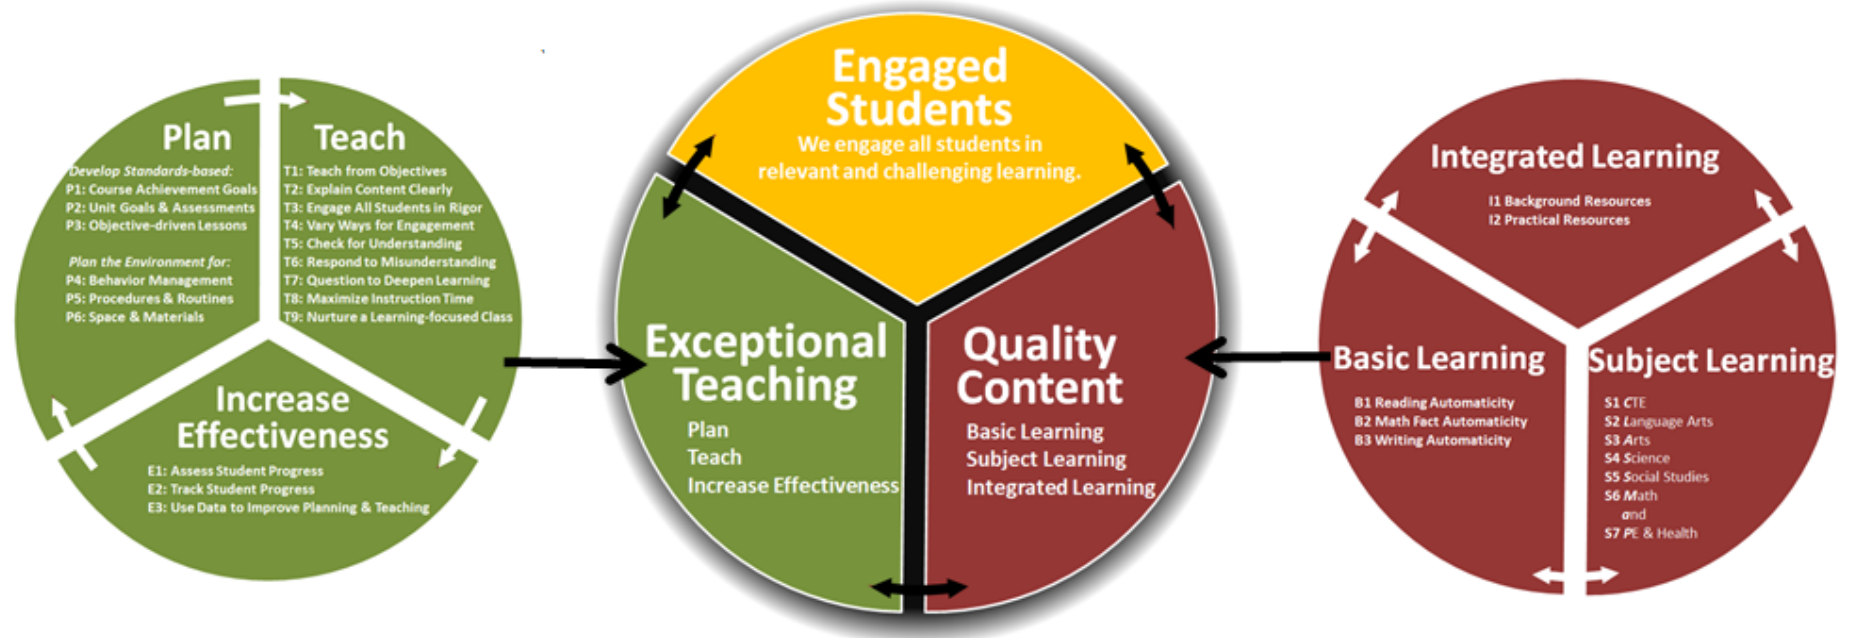 Plan
Develop Standards-based:
P1: Course Achievement Goals
P2: Unit Goals & Assessments
P3: Objective-driven Lessons
Plan the Environment for:
P4: Behavior Management
P5: Procedures & Routines
P6: Space & Materials
Teach
T1: Teach from Objectives
T2: Explain Content Clearly
T3: Engage All Students in Rigor
T4: Vary Ways for Engagement
T5: Check for Understanding
T6: Respond to Misunderstanding
T7: Question to Deepen Learning
T8: Maximize Instruction Time
T9: Nurture a Learning-focused Class
Increase
Effectiveness
E1: Assess Student Progress
E2: Track Student Progress
E3: Use Data to Improve Planning & Teaching
Engaged
Students
We engage all students in
relevant and challenging learning.
Exceptional
Teaching
Plan
Teach
Increase Effectiveness
Quality
Content
Basic Learning
Subject Learning
Integrated Learning
Integrated Learning
I1 Background Resources
I2 Practical Resources
Basic Learning
B1 Reading Automaticity
B2 Math Fact Automaticity
B3 Writing Automaticity
Subject Learning
S1 CTE
S2 Language Arts
S3 Arts
S4 Science
S5 Social Studies
S6 Math
and
S7 PE & Health